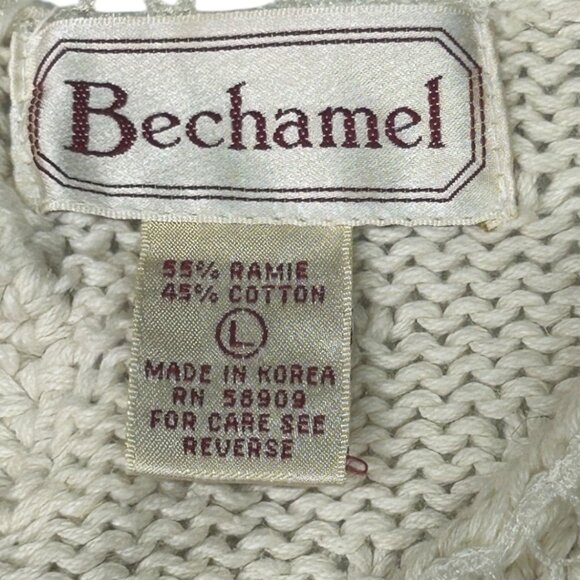 Bechamel
55% RAMIE
45% COTTON
L
MADE IN KOREA
RN 58909
FOR CARE SEE
REVERSE